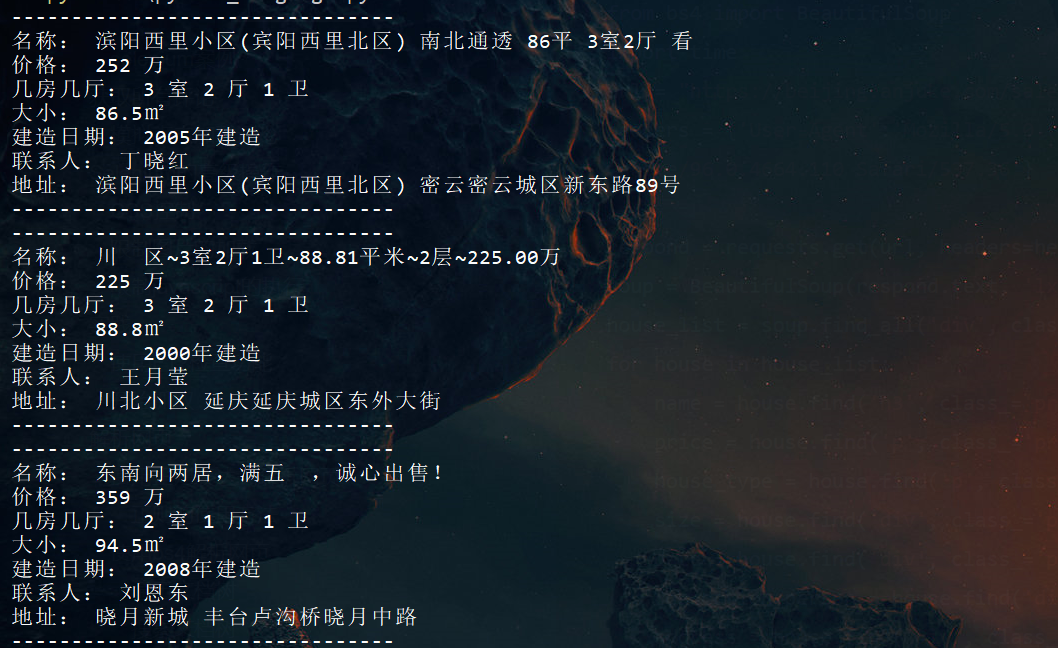 --------------------------------
名称: 滨阳西里小区(宾阳西里北区) 南北通透 86平 3室2厅 看
价格: 252 万
几房几厅: 3 室 2 厅 1 卫
大小: 86.5㎡
建造日期: 2005年建造
联系人: 丁晓红
地址: 滨阳西里小区(宾阳西里北区) 密云密云城区新东路89号
--------------------------------
--------------------------------
名称: 川  区~3室2厅1卫~88.81平米~2层~225.00万
价格: 225 万
几房几厅: 3 室 2 厅 1 卫
大小: 88.8㎡
建造日期: 2000年建造
联系人: 王月莹
地址: 川北小区 延庆延庆城区东外大街
--------------------------------
--------------------------------
名称: 东南向两居，满五  ，诚心出售!
价格: 359 万
几房几厅: 2 室 1 厅 1 卫
大小: 94.5㎡
建造日期: 2008年建造
联系人: 刘恩东
地址: 晓月新城 丰台卢沟桥晓月中路
--------------------------------